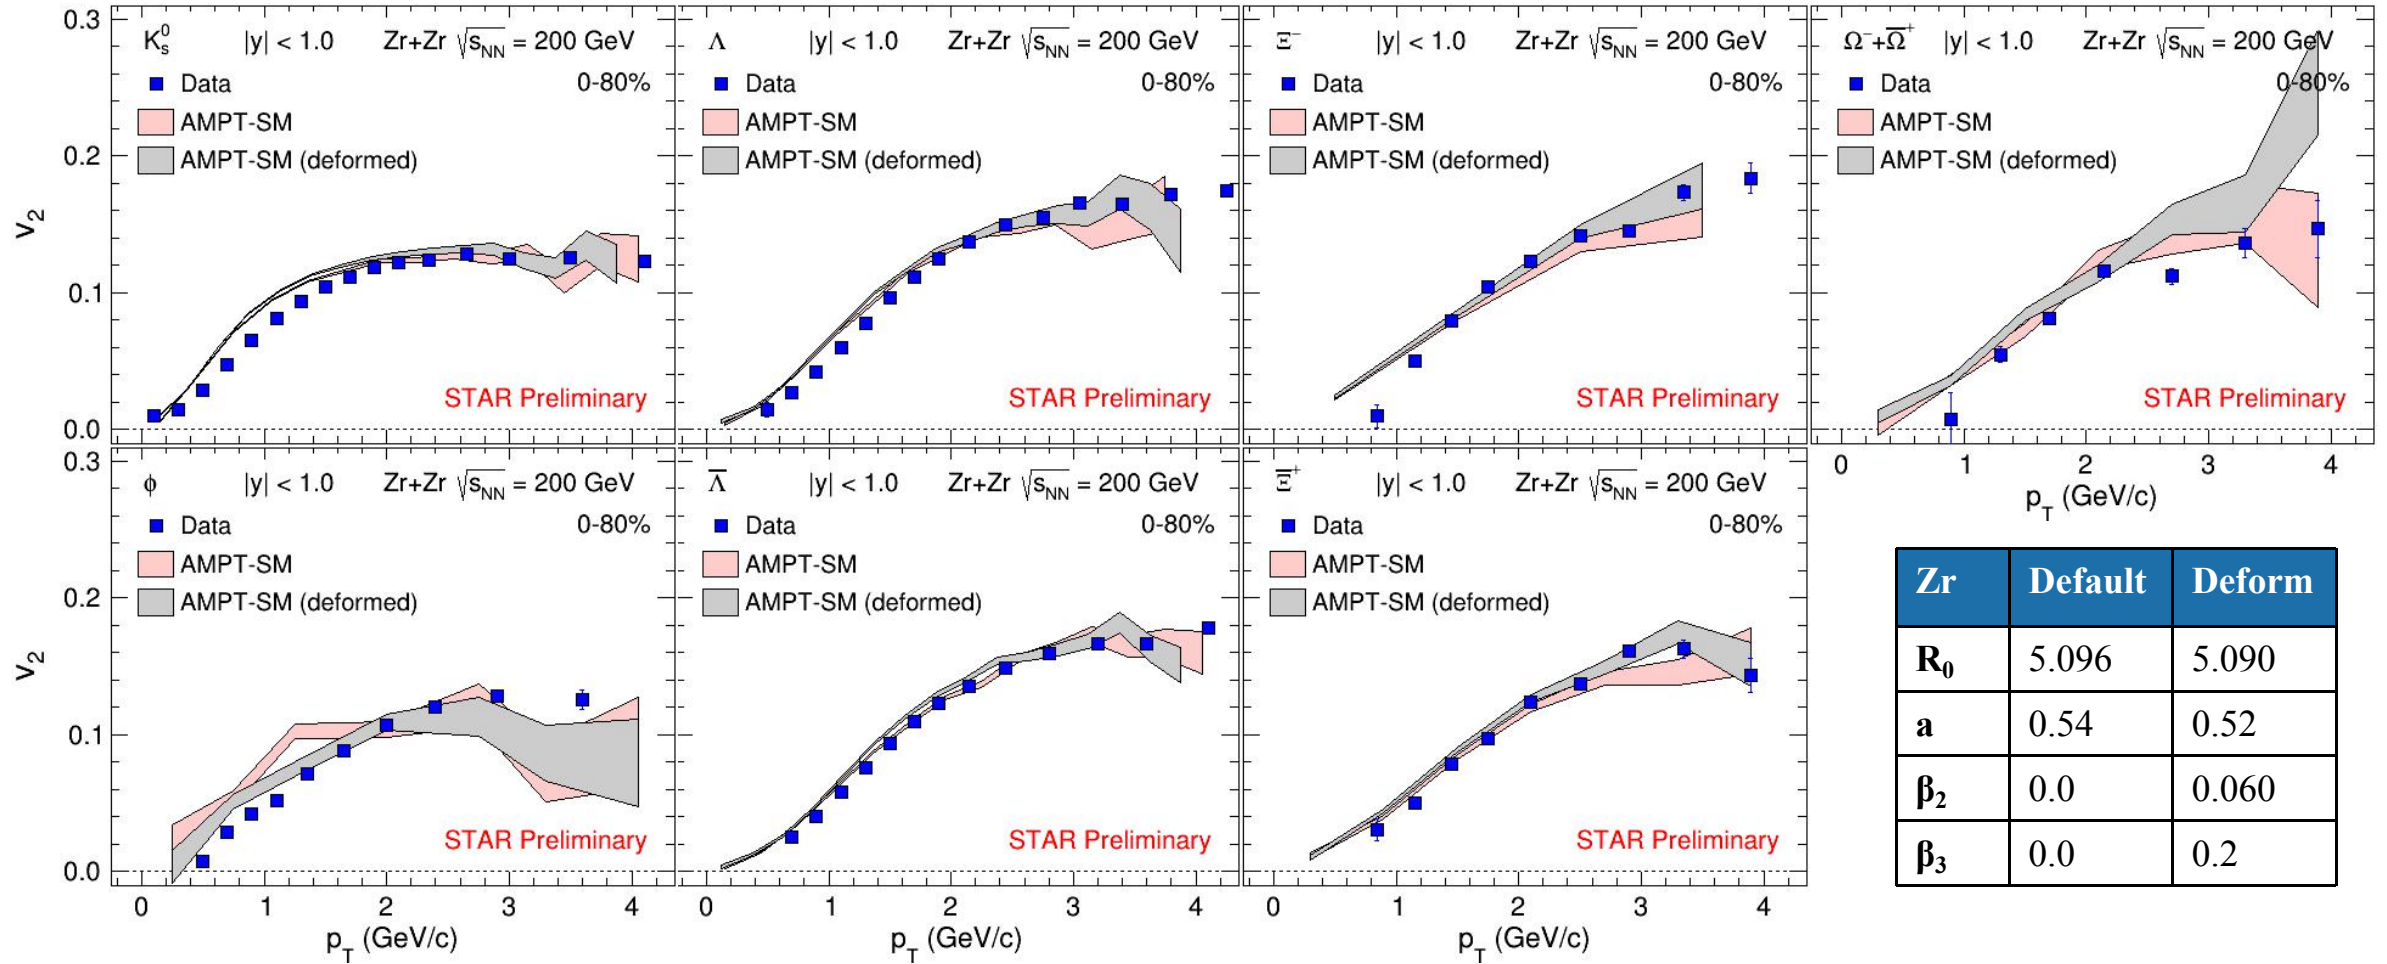 0.3
K⁰ₛ |y| < 1.0 Zr+Zr √sNN = 200 GeV
Data 0-80%
AMPT-SM
AMPT-SM (deformed)
0.2
v₂
0.1
STAR Preliminary
0.0
Λ |y| < 1.0 Zr+Zr √sNN = 200 GeV
Data 0-80%
AMPT-SM
AMPT-SM (deformed)
STAR Preliminary
Ξ⁻ |y| < 1.0 Zr+Zr √sNN = 200 GeV
Data 0-80%
AMPT-SM
AMPT-SM (deformed)
STAR Preliminary
Ω⁻+Ω̅⁺ |y| < 1.0 Zr+Zr √sNN = 200 GeV
Data 0-80%
AMPT-SM
AMPT-SM (deformed)
STAR Preliminary
0 1 2 3 4
p_T (GeV/c)
0.3
ϕ |y| < 1.0 Zr+Zr √sNN = 200 GeV
Data 0-80%
AMPT-SM
AMPT-SM (deformed)
0.2
v₂
0.1
STAR Preliminary
0.0
0 1 2 3 4
p_T (GeV/c)
Λ̅ |y| < 1.0 Zr+Zr √sNN = 200 GeV
Data 0-80%
AMPT-SM
AMPT-SM (deformed)
STAR Preliminary
0 1 2 3 4
p_T (GeV/c)
Ξ̅⁺ |y| < 1.0 Zr+Zr √sNN = 200 GeV
Data 0-80%
AMPT-SM
AMPT-SM (deformed)
STAR Preliminary
0 1 2 3 4
p_T (GeV/c)
Zr Default Deform
R₀ 5.096 5.090
a 0.54 0.52
β₂ 0.0 0.060
β₃ 0.0 0.2